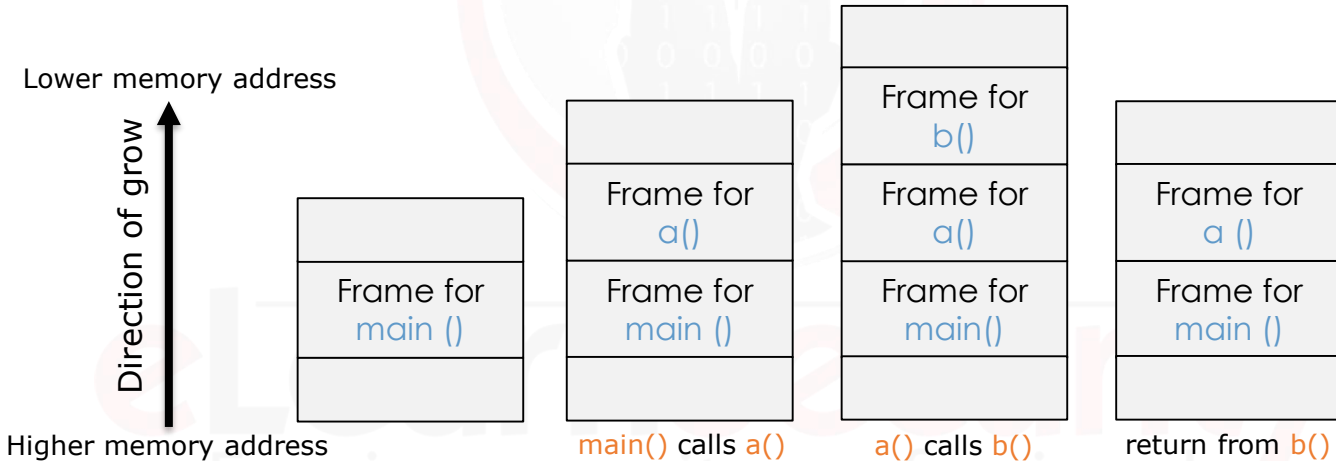 Lower memory address
Direction of grow
Higher memory address
Frame for
main ()
Frame for
a()
Frame for
main ()
main() calls a()
Frame for
b()
Frame for
a()
Frame for
main()
a() calls b()
Frame for
a ()
Frame for
main ()
return from b()